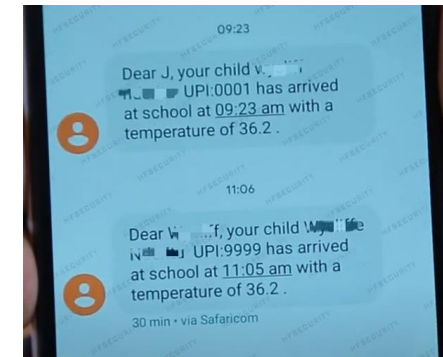 09:23
Dear J, your child
UPI:0001 has arrived
at school at 09:23 am with a
temperature of 36.2 .
11:06
Dear your child
UPI:9999 has arrived
at school at 11:05 am with a
temperature of 36.2 .
30 min • via Safaricom
HFSECURITY